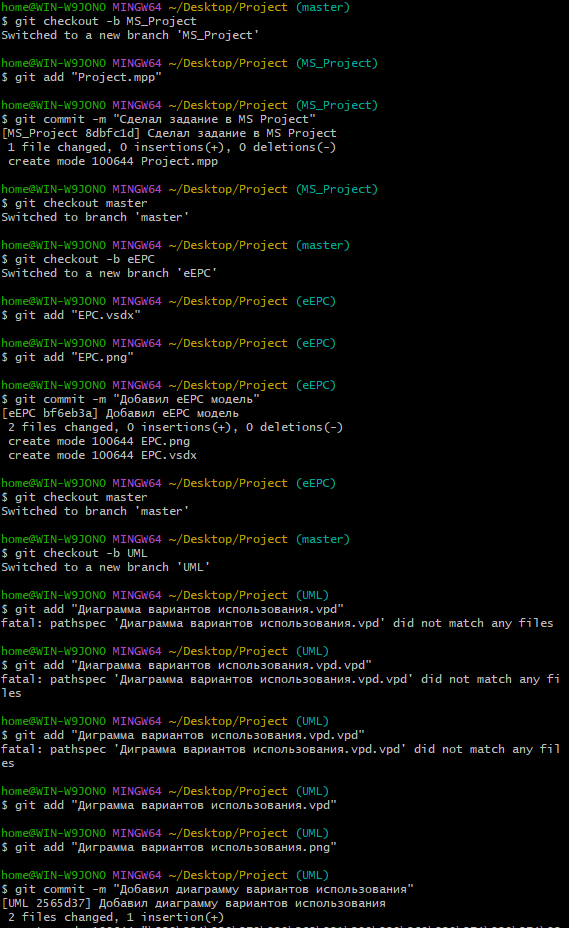 home@WIN-W9JONO MINGW64 ~/Desktop/Project (master)
$ git checkout -b MS_Project
Switched to a new branch 'MS_Project'
home@WIN-W9JONO MINGW64 ~/Desktop/Project (MS_Project)
$ git add "Project.mpp"
home@WIN-W9JONO MINGW64 ~/Desktop/Project (MS_Project)
$ git commit -m "Сделал задание в MS Project"
[MS_Project 8dbfc1d] Сделал задание в MS Project
1 file changed, 0 insertions(+), 0 deletions(-)
create mode 100644 Project.mpp
home@WIN-W9JONO MINGW64 ~/Desktop/Project (MS_Project)
$ git checkout master
Switched to branch 'master'
home@WIN-W9JONO MINGW64 ~/Desktop/Project (master)
$ git checkout -b eEPC
Switched to a new branch 'eEPC'
home@WIN-W9JONO MINGW64 ~/Desktop/Project (eEPC)
$ git add "EPC.vsdx"
home@WIN-W9JONO MINGW64 ~/Desktop/Project (eEPC)
$ git add "EPC.png"
home@WIN-W9JONO MINGW64 ~/Desktop/Project (eEPC)
$ git commit -m "Добавил eEPC модель"
[eEPC bf6eb3a] Добавил eEPC модель
2 files changed, 0 insertions(+), 0 deletions(-)
create mode 100644 EPC.png
create mode 100644 EPC.vsdx
home@WIN-W9JONO MINGW64 ~/Desktop/Project (eEPC)
$ git checkout master
Switched to branch 'master'
home@WIN-W9JONO MINGW64 ~/Desktop/Project (master)
$ git checkout -b UML
Switched to a new branch 'UML'
home@WIN-W9JONO MINGW64 ~/Desktop/Project (UML)
$ git add "Диаграмма вариантов использования.vpd"
fatal: pathspec 'Диаграмма вариантов использования.vpd' did not match any files
home@WIN-W9JONO MINGW64 ~/Desktop/Project (UML)
$ git add "Диаграмма вариантов использования.vpd.vpd"
fatal: pathspec 'Диаграмма вариантов использования.vpd.vpd' did not match any fi
les
home@WIN-W9JONO MINGW64 ~/Desktop/Project (UML)
$ git add "Диграмма вариантов использования.vpd.vpd"
fatal: pathspec 'Диграмма вариантов использования.vpd.vpd' did not match any fil
es
home@WIN-W9JONO MINGW64 ~/Desktop/Project (UML)
$ git add "Диграмма вариантов использования.vpd"
home@WIN-W9JONO MINGW64 ~/Desktop/Project (UML)
$ git add "Диграмма вариантов использования.png"
home@WIN-W9JONO MINGW64 ~/Desktop/Project (UML)
$ git commit -m "Добавил диаграмму вариантов использования"
[UML 2565d37] Добавил диаграмму вариантов использования
2 files changed, 1 insertion(+)